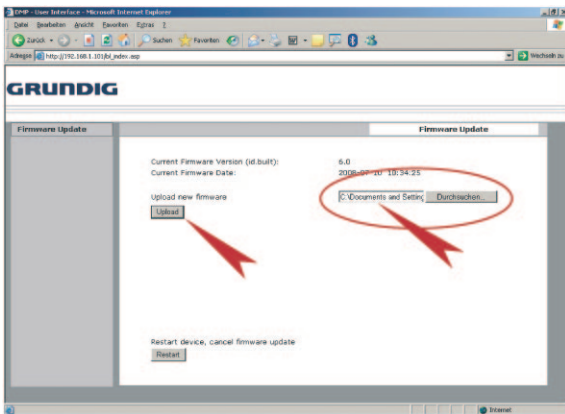 DMP - User Interface - Microsoft Internet Explorer
Datei Bearbeiten Ansicht Favoriten Extras ?
Zurück Suchen Favoriten
Adresse http://192.168.1.101/bl_index.asp Wechseln zu
GRUNDIG
Firmware Update Firmware Update
Current Firmware Version (id.built): 6.0
Current Firmware Date: 2008-07-10 10:34:25
Upload new firmware C:\Documents and Setting Durchsuchen...
Upload
Restart device, cancel firmware update
Restart
Internet